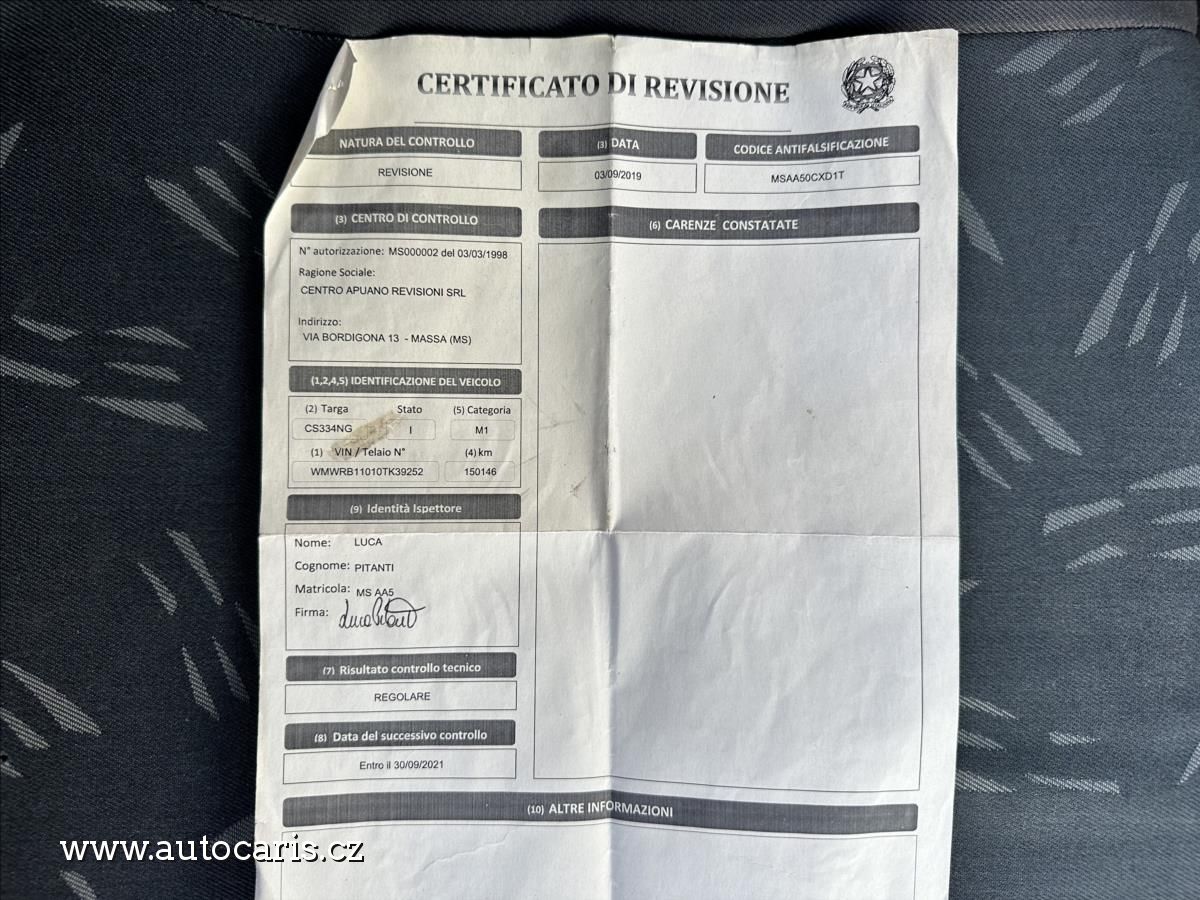 CERTIFICATO DI REVISIONE
NATURA DEL CONTROLLO
REVISIONE
(3) DATA
03/09/2019
CODICE ANTIFALSIFICAZIONE
MSAA50CXD1T
(3) CENTRO DI CONTROLLO
N° autorizzazione: MS000002 del 03/03/1998
Ragione Sociale:
CENTRO APUANO REVISIONI SRL
Indirizzo:
VIA BORDIGONA 13 - MASSA (MS)
(1,2,4,5) IDENTIFICAZIONE DEL VEICOLO
(2) Targa Stato (5) Categoria
CS334NG I M1
(1) VIN / Telaio N° (4) km
WMWRB11010TK39252 150146
(9) Identità Ispettore
Nome: LUCA
Cognome: PITANTI
Matricola: MS AA5
Firma:
(7) Risultato controllo tecnico
REGOLARE
(8) Data del successivo controllo
Entro il 30/09/2021
(6) CARENZE CONSTATATE
(10) ALTRE INFORMAZIONI
www.autocaris.cz